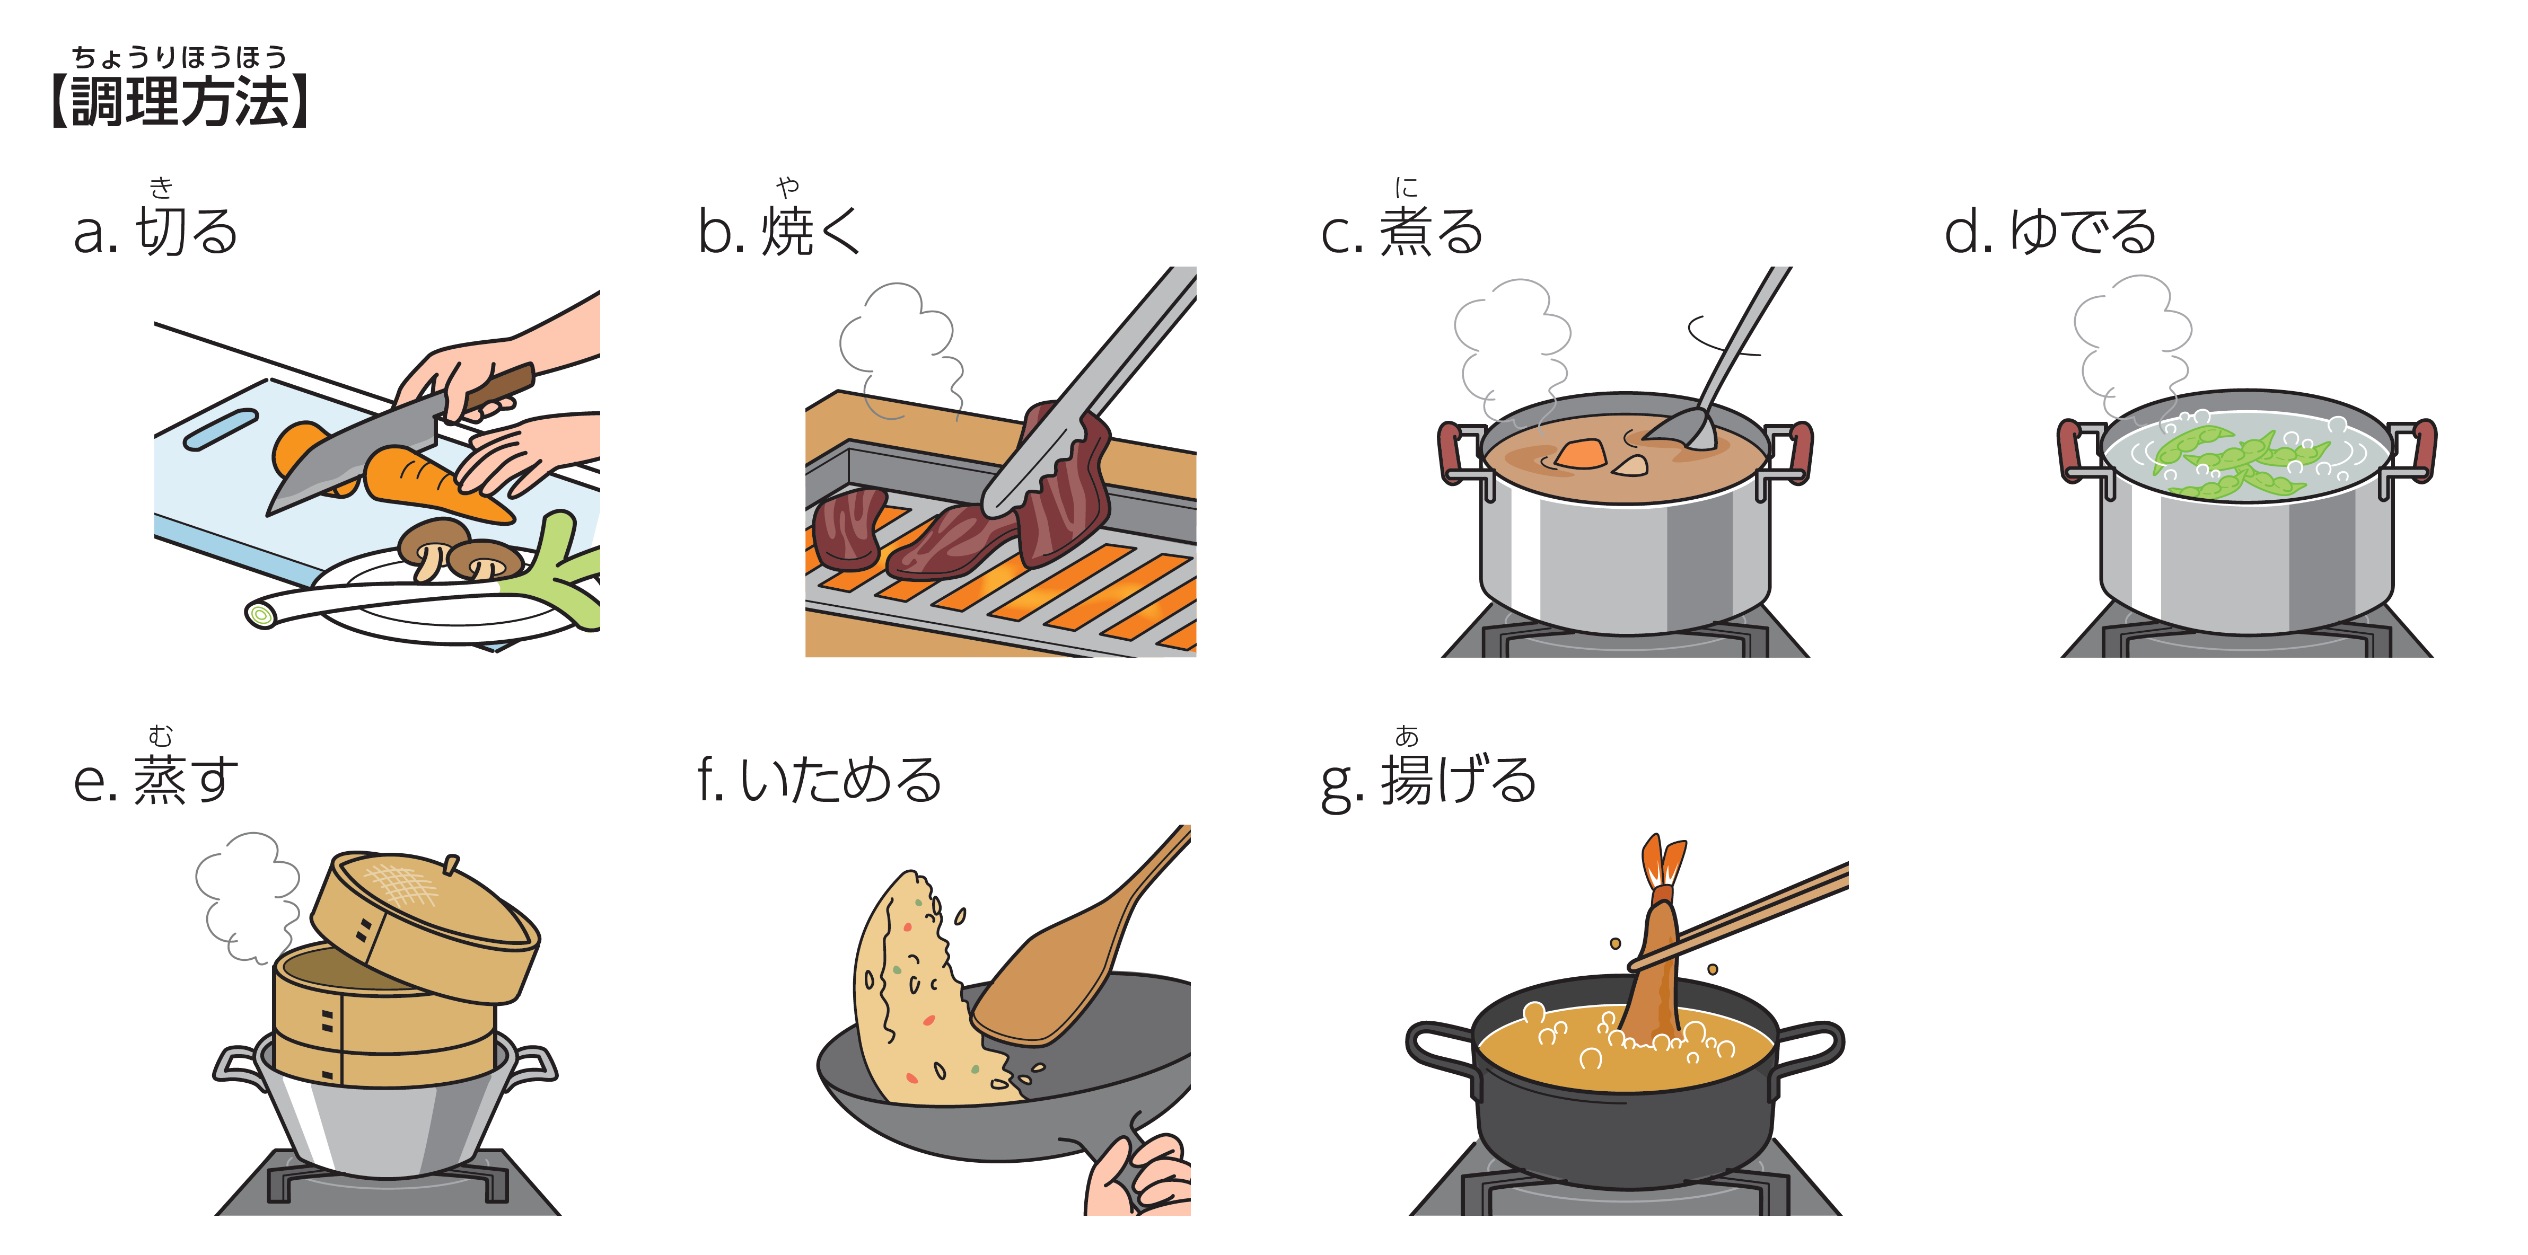 ちょうりほうほう
【調理方法】
き
a. 切る
や
b. 焼く
に
c. 煮る
d. ゆでる
む
e. 蒸す
f. いためる
あ
g. 揚げる